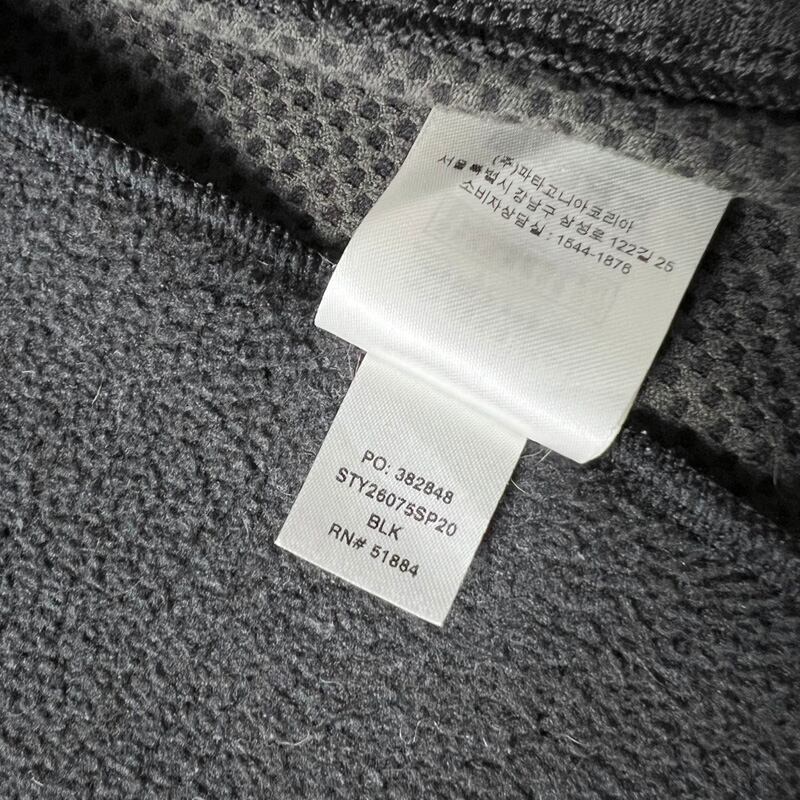 (주)파타고니아코리아
서울특별시 강남구 삼성로 122길 25
소비자상담실 : 1544-1876
PO: 382848
STY26075SP20
BLK
RN# 51884